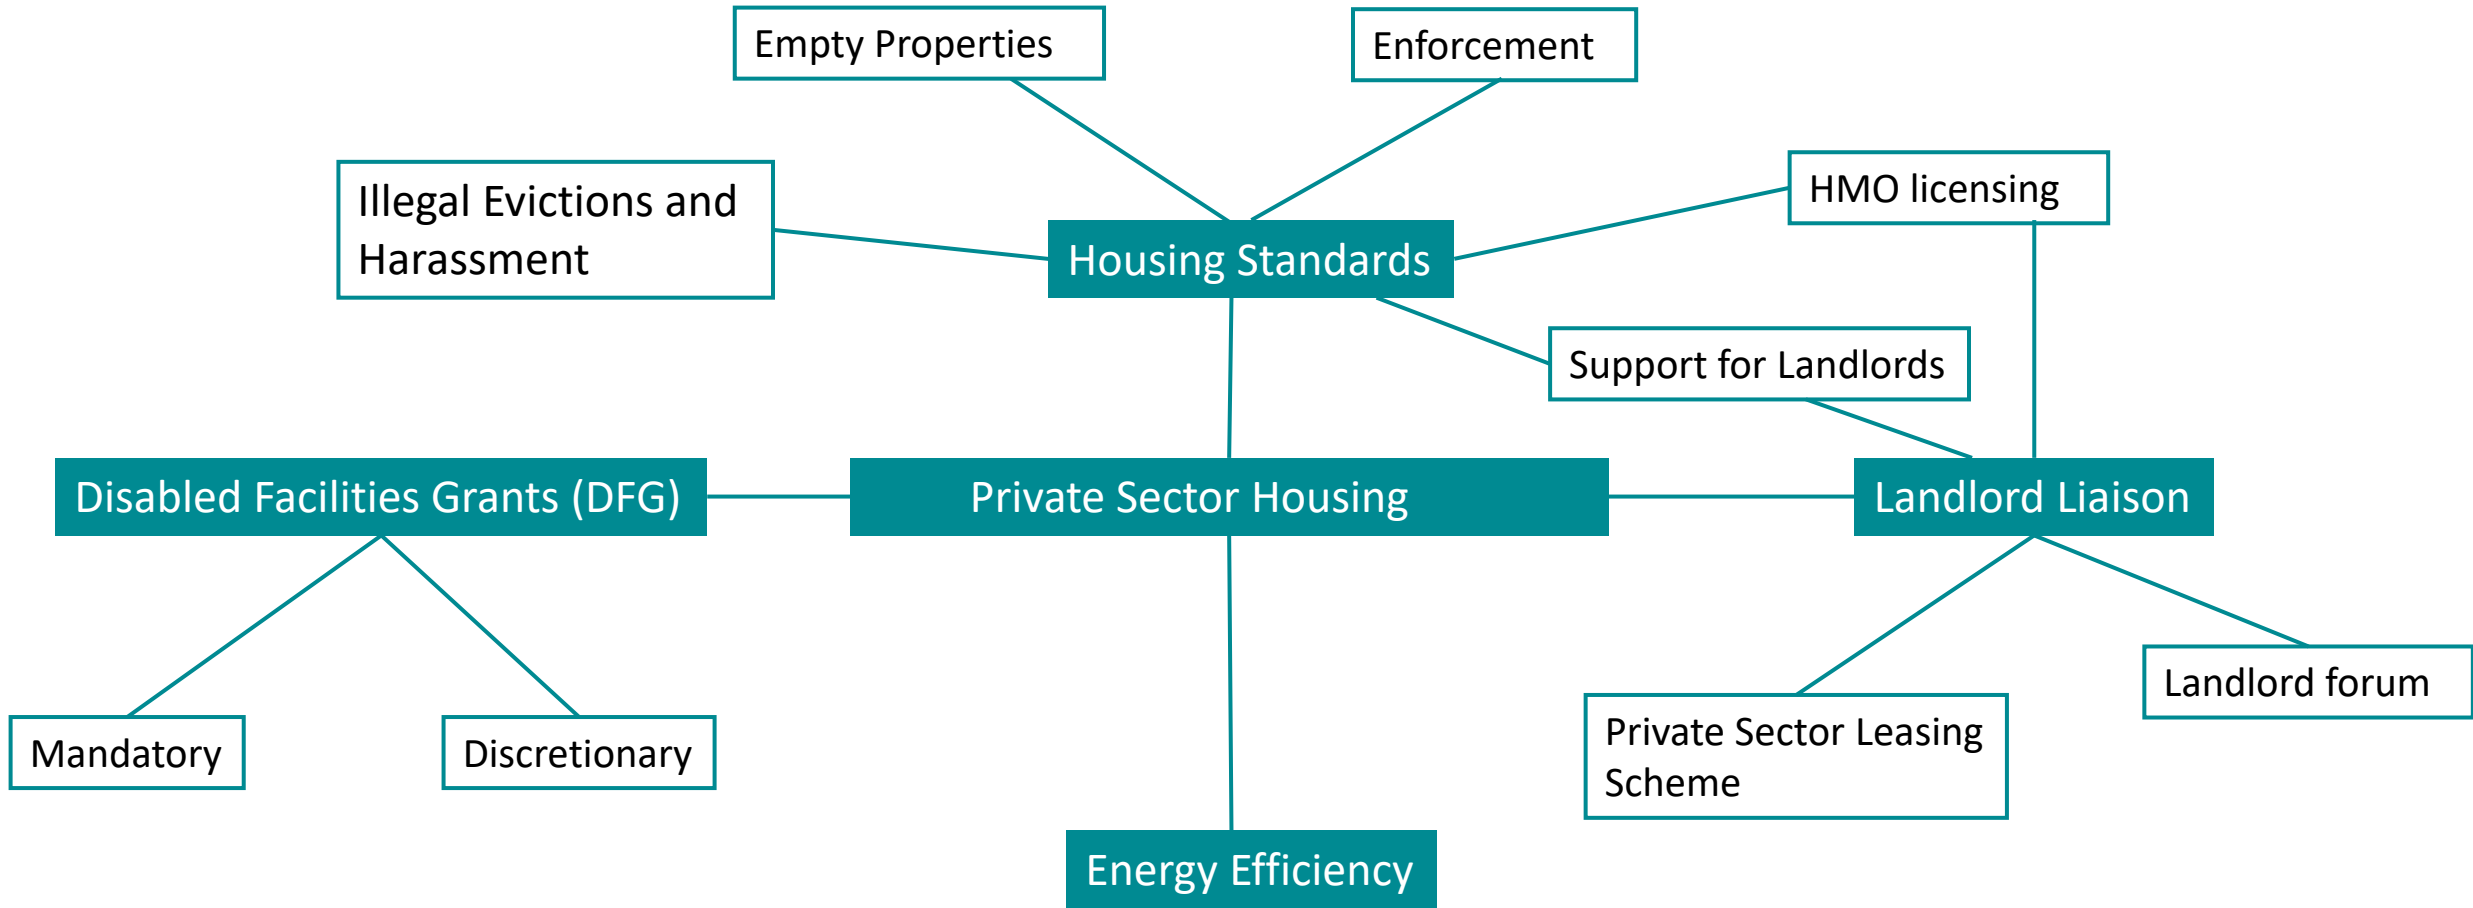 Empty Properties
Enforcement
Illegal Evictions and
Harassment
HMO licensing
Housing Standards
Support for Landlords
Disabled Facilities Grants (DFG)
Private Sector Housing
Landlord Liaison
Landlord forum
Mandatory
Discretionary
Private Sector Leasing
Scheme
Energy Efficiency